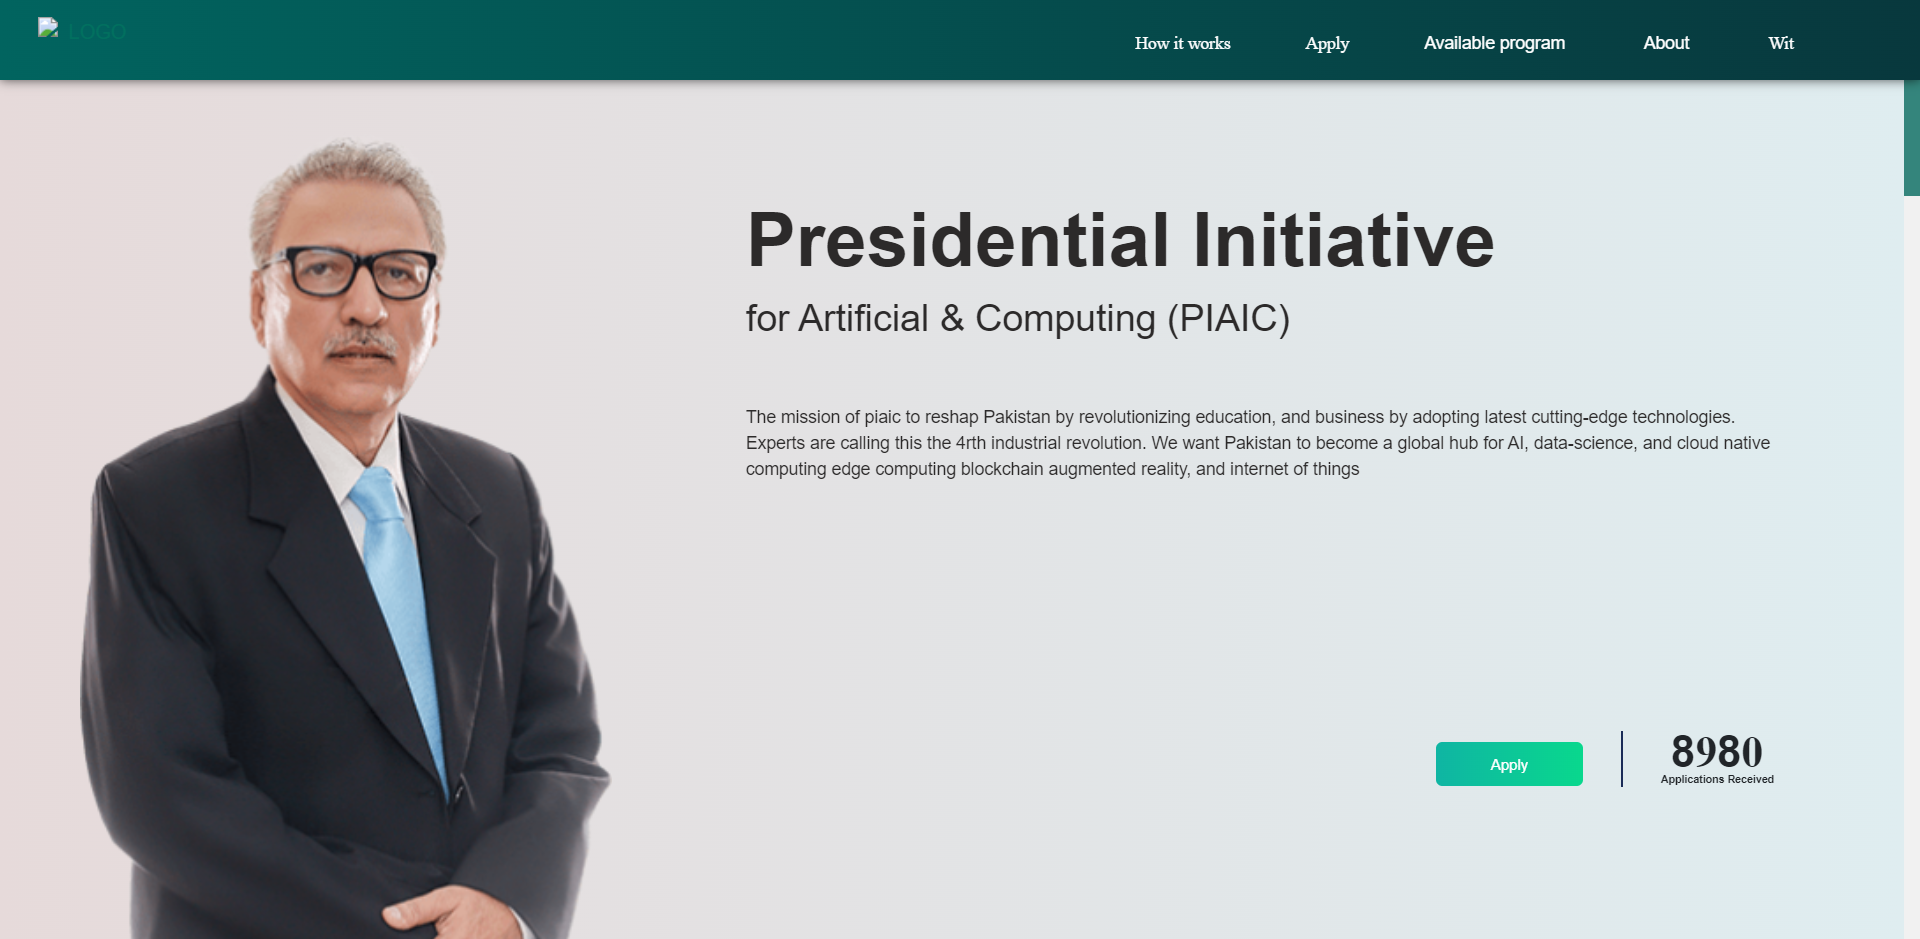 LOGO
How it works
Apply
Available program
About
Wit
Presidential Initiative
for Artificial & Computing (PIAIC)
The mission of piaic to reshap Pakistan by revolutionizing education, and business by adopting latest cutting-edge technologies.
Experts are calling this the 4rth industrial revolution. We want Pakistan to become a global hub for AI, data-science, and cloud native
computing edge computing blockchain augmented reality, and internet of things
Apply
8980
Applications Received